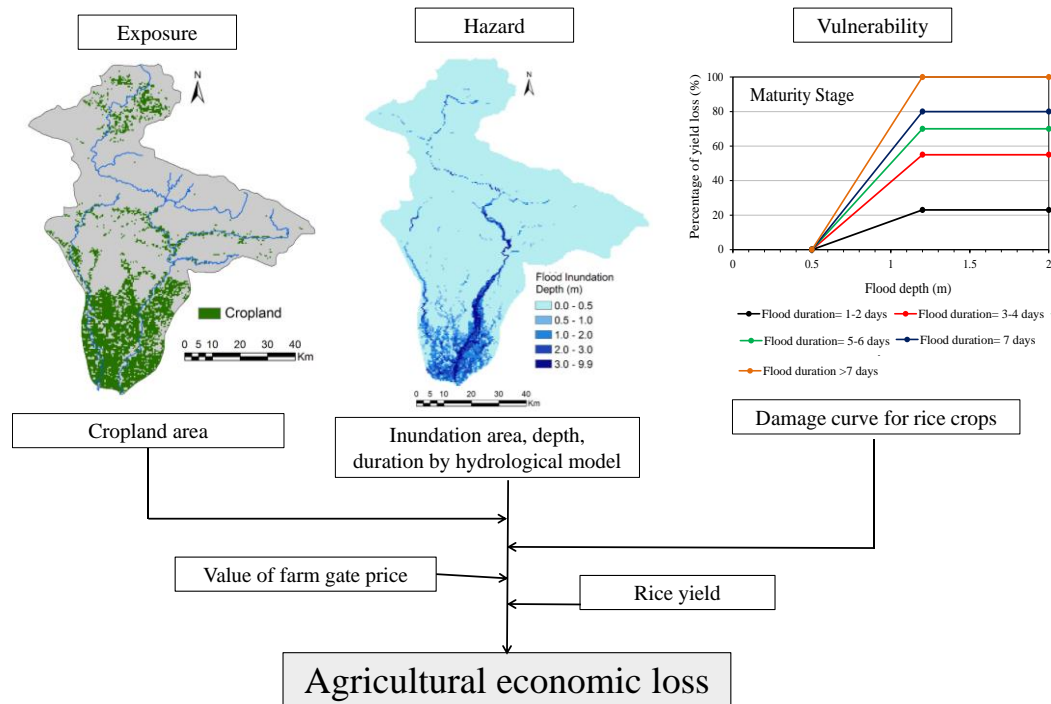 Exposure
Hazard
Vulnerability
N
Cropland
0 5 10 20 30 40
Km
N
Flood Inundation
Depth (m)
0.0 - 0.5
0.5 - 1.0
1.0 - 2.0
2.0 - 3.0
3.0 - 9.9
0 5 10 20 30 40
Km
Percentage of yield loss (%)
100
80
60
40
20
0
Maturity Stage
0 0.5 1 1.5 2
Flood depth (m)
Flood duration= 1-2 days
Flood duration= 3-4 days
Flood duration= 5-6 days
Flood duration= 7 days
Flood duration >7 days
Cropland area
Inundation area, depth,
duration by hydrological model
Damage curve for rice crops
Value of farm gate price
Rice yield
Agricultural economic loss